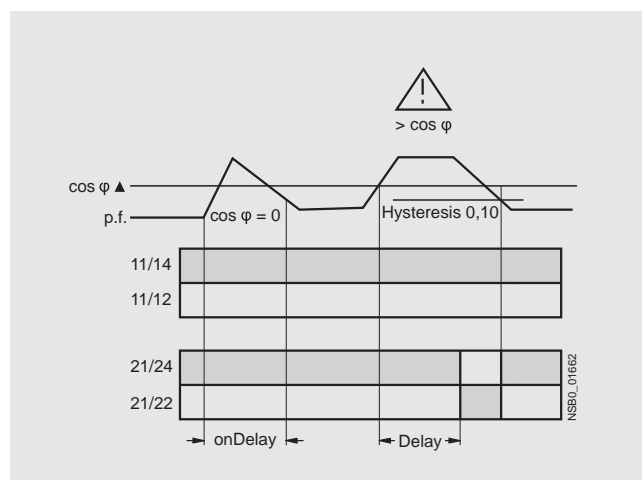 !
> cos φ
cos φ ▲
p.f.
cos φ = 0
Hysteresis 0,10
11/14
11/12
21/24
21/22
NSB0_01662
onDelay
Delay